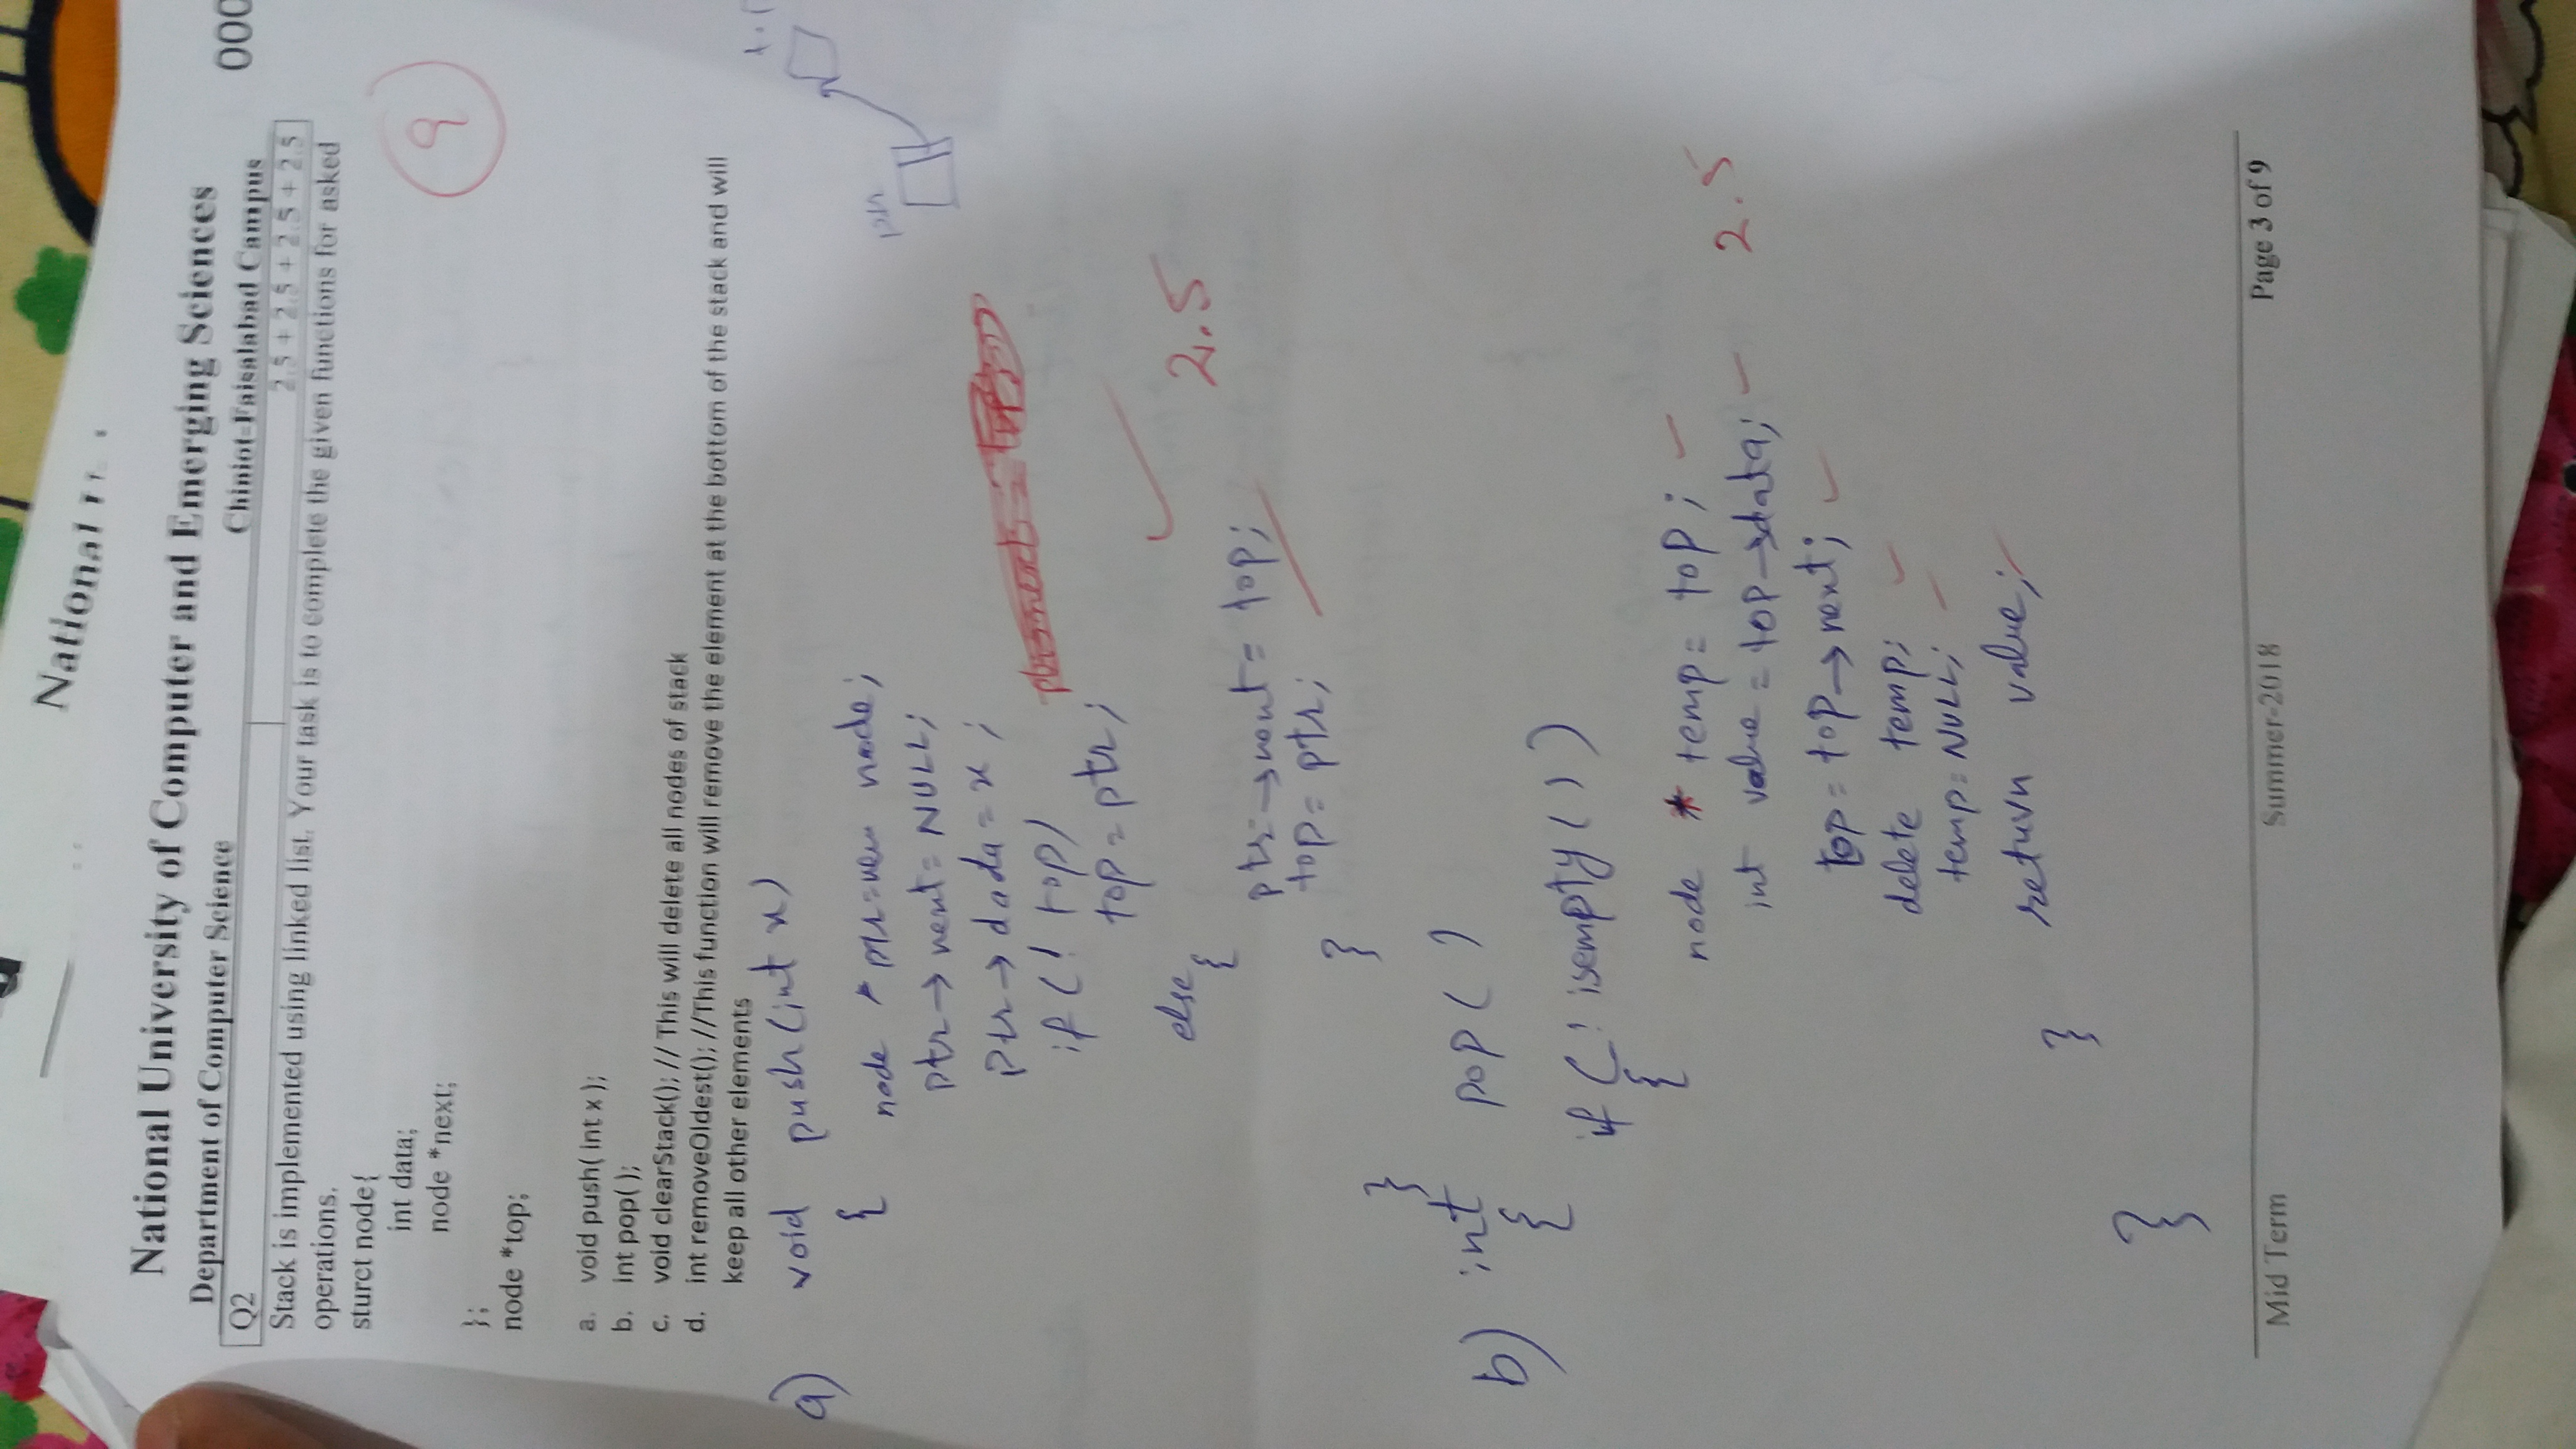 National
National University of Computer and Emerging Sciences
Department of Computer Science
Chiniot-Faisalabad Campus
000
Q2
2.5 + 2.5 + 2.5 + 2.5
Stack is implemented using linked list. Your task is to complete the given functions for asked
operations.
sturct node{
int data;
node *next;
};
node *top;
9
a. void push( int x );
b. int pop( );
c. void clearStack(); // This will delete all nodes of stack
d. int removeOldest(); //This function will remove the element at the bottom of the stack and will
keep all other elements
a) void push(int x)
{
node * ptr=new node;
ptr→next=NULL;
ptr→dada=x;
if(! top)
top=ptr;
else
{
2.5
ptr→next=top;
top=ptr;
}
}
ptr
b) int pop( )
{
if(! isempty())
{
node * temp=top;
int value=top→data;
2.5
top=top→next;
delete temp;
temp=NULL;
return value;
}
}
Mid Term
Summer-2018
Page 3 of 9